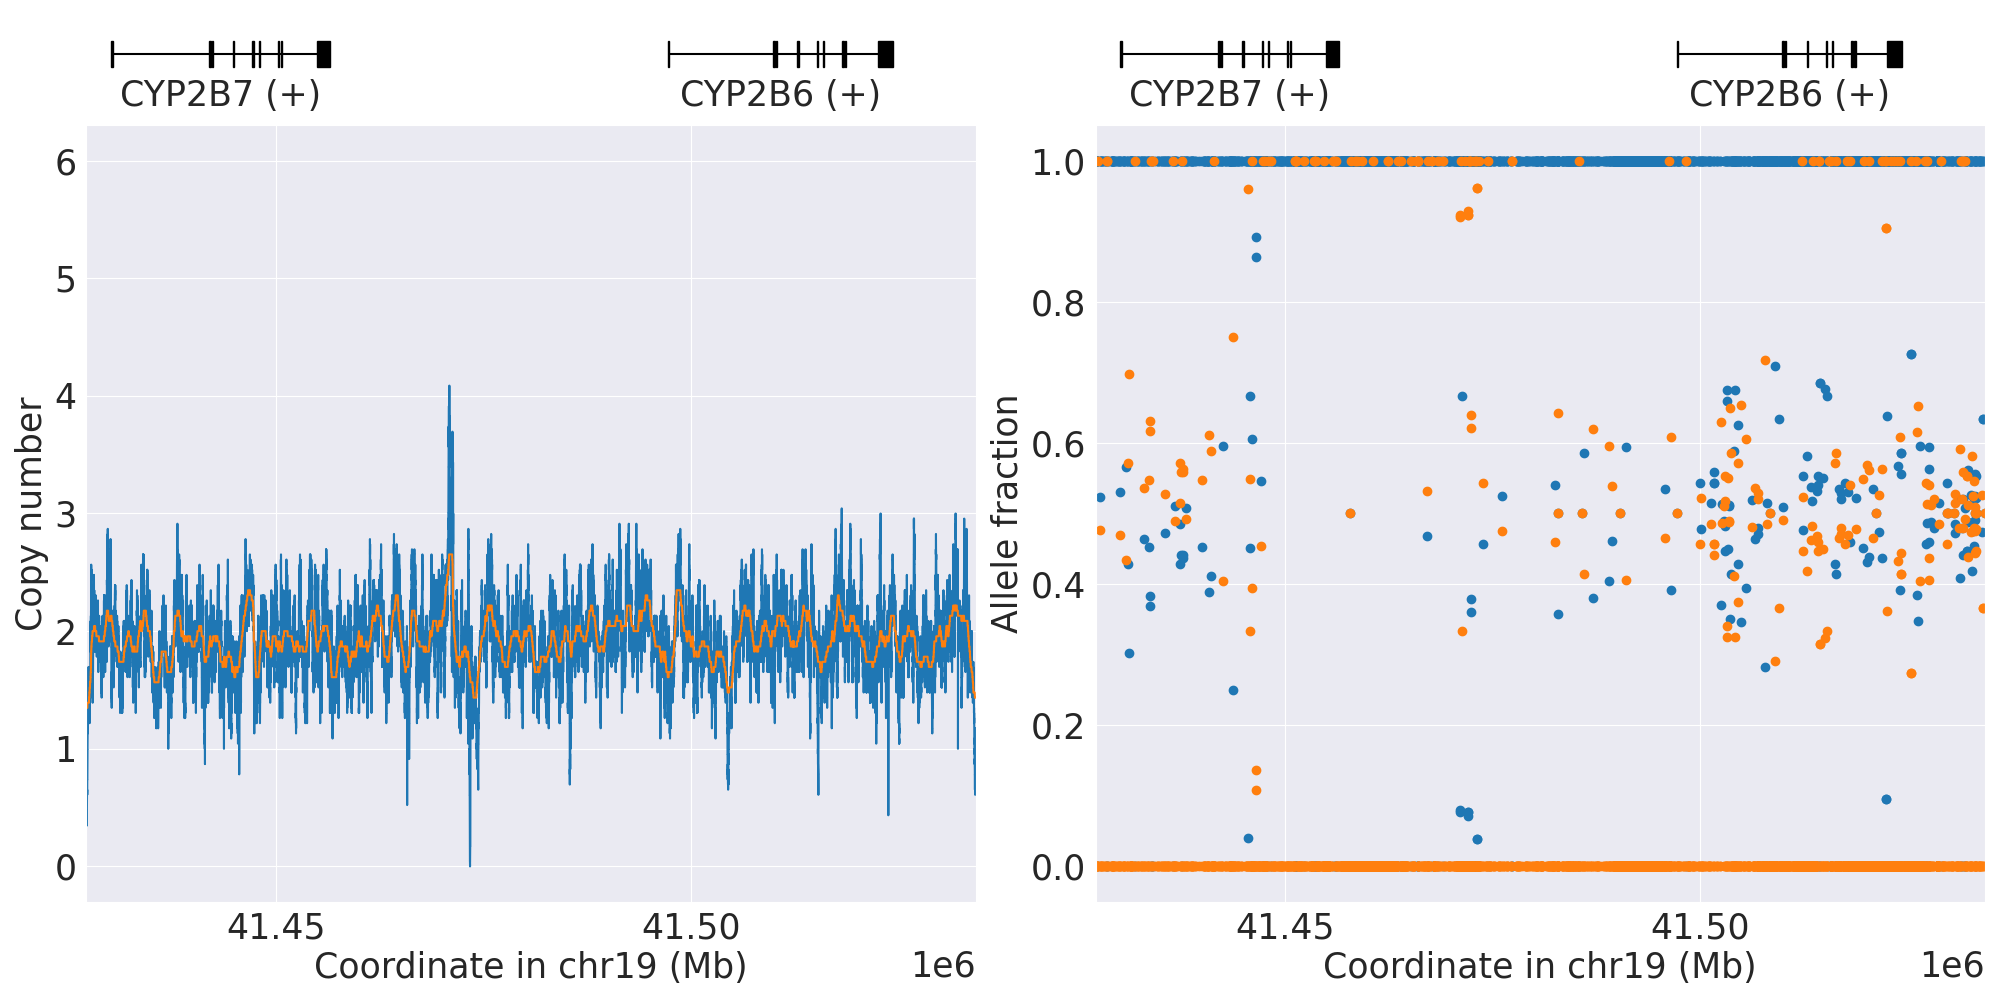 CYP2B7 (+)
CYP2B6 (+)
6
5
4
3
2
1
0
Copy number
41.45
41.50
Coordinate in chr19 (Mb)
1e6
CYP2B7 (+)
CYP2B6 (+)
1.0
0.8
0.6
0.4
0.2
0.0
Allele fraction
41.45
41.50
Coordinate in chr19 (Mb)
1e6